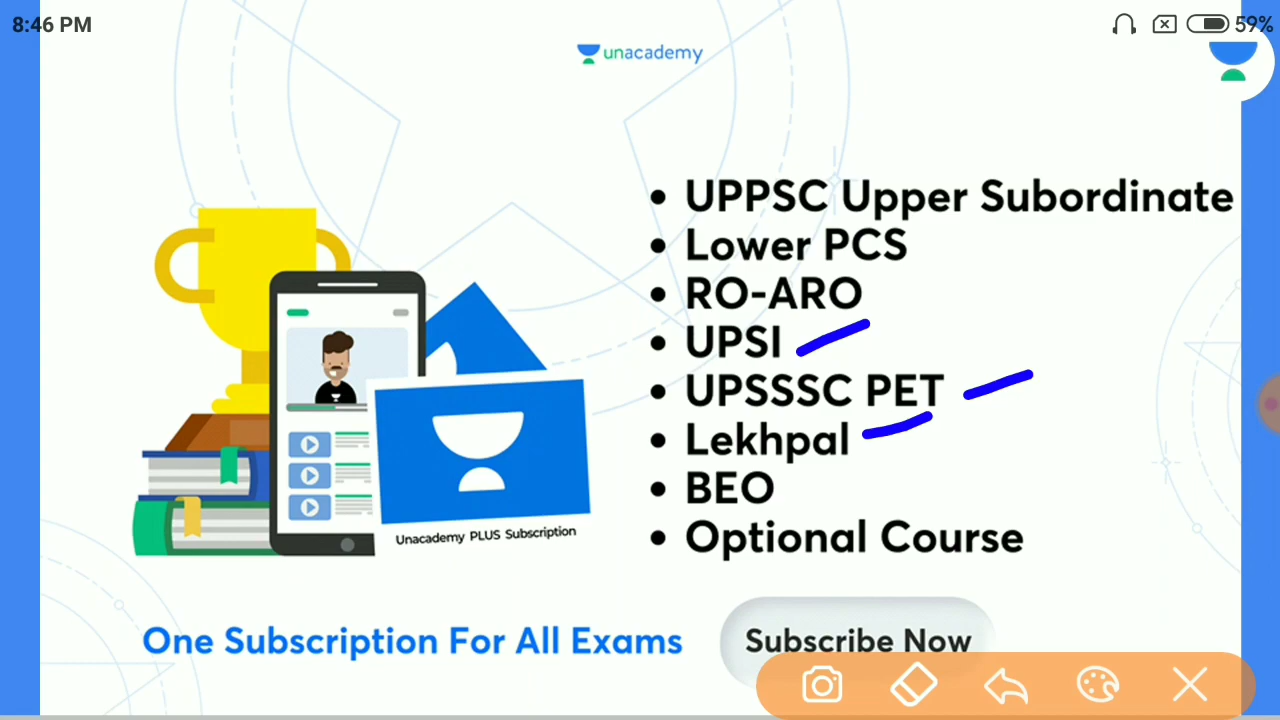 8:46 PM
59%
unacademy
• UPPSC Upper Subordinate
• Lower PCS
• RO-ARO
• UPSI
• UPSSSC PET
• Lekhpal
• BEO
• Optional Course
Unacademy PLUS Subscription
One Subscription For All Exams
Subscribe Now